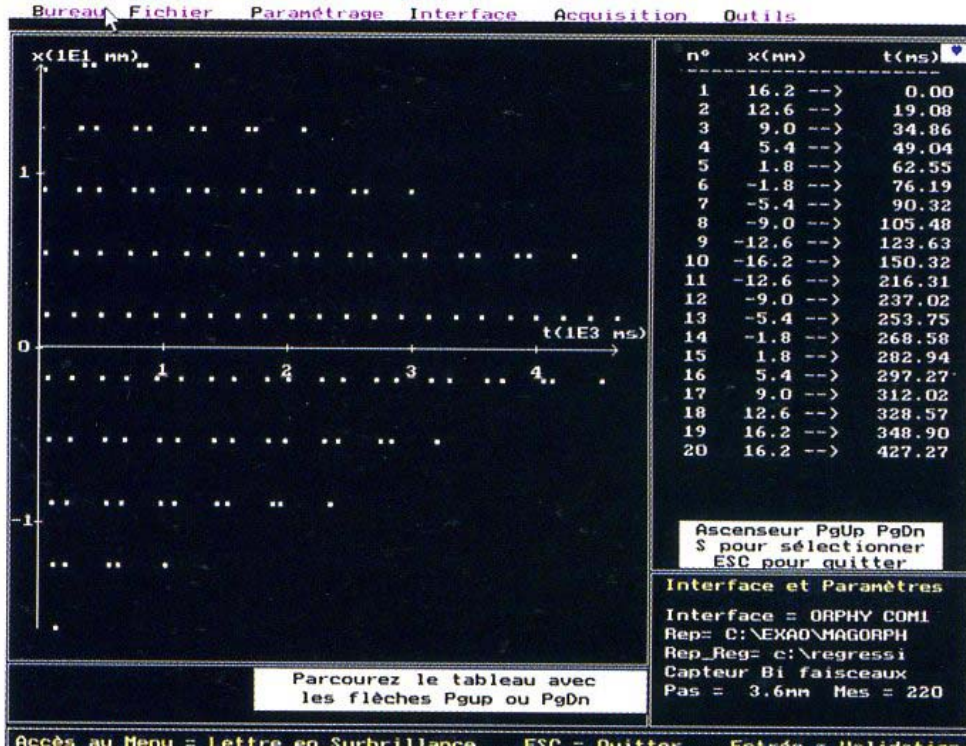 Bureau Fichier Paramétrage Interface Acquisition Outils
x(1E1 mm)
1
0
-1
1 2 3 4
t(1E3 ms)
n° x(mm) t(ms)
1 16.2 --> 0.00
2 12.6 --> 19.08
3 9.0 --> 34.86
4 5.4 --> 49.04
5 1.8 --> 62.55
6 -1.8 --> 76.19
7 -5.4 --> 90.32
8 -9.0 --> 105.48
9 -12.6 --> 123.63
10 -16.2 --> 150.32
11 -12.6 --> 216.31
12 -9.0 --> 237.02
13 -5.4 --> 253.75
14 -1.8 --> 268.58
15 1.8 --> 282.94
16 5.4 --> 297.27
17 9.0 --> 312.02
18 12.6 --> 328.57
19 16.2 --> 348.90
20 16.2 --> 427.27
Ascenseur PgUp PgDn
S pour sélectionner
ESC pour quitter
Interface et Paramètres
Interface = ORPHY COM1
Rep= C:\EXAO\MAGORPH
Rep_Reg= c:\regressi
Capteur Bi faisceaux
Pas = 3.6mm Mes = 220
Parcourez le tableau avec
les flèches Pgup ou PgDn
Accès au Menu = Lettre en Surbrillance ESC = Quitter Entrée = Validation